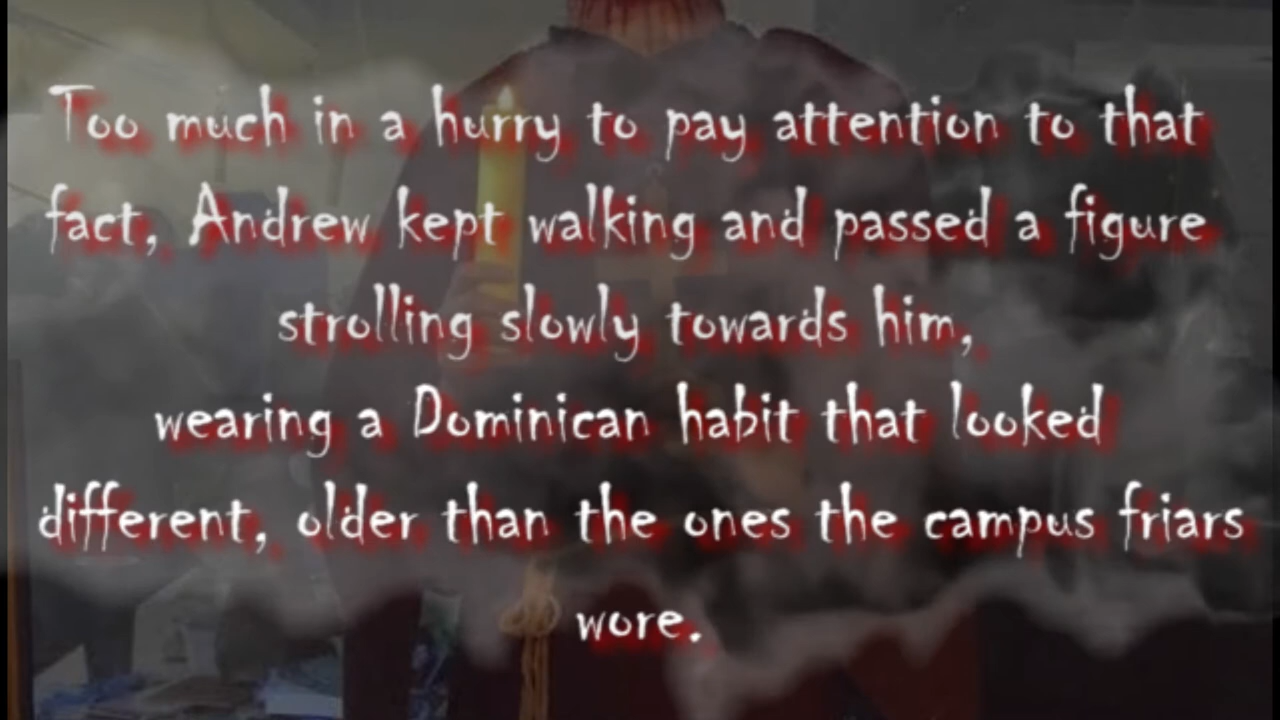 Too much in a hurry to pay attention to that
fact, Andrew kept walking and passed a figure
strolling slowly towards him,
wearing a Dominican habit that looked
different, older than the ones the campus friars
wore.